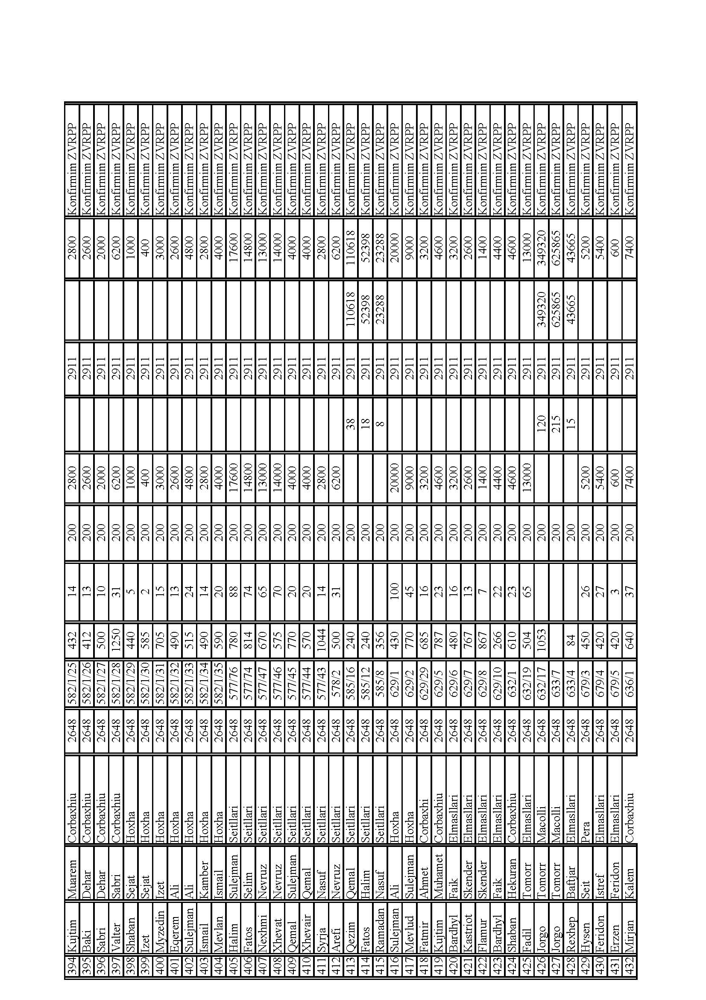 394 Kujtim Muarem Corbaxhiu 2648 582/1/25 432 14 200 2800 2911 2800 Konfirmim ZVRPP
395 Baki Dehar Corbaxhiu 2648 582/1/26 412 13 200 2600 2911 2600 Konfirmim ZVRPP
396 Sabri Dehar Corbaxhiu 2648 582/1/27 500 10 200 2000 2911 2000 Konfirmim ZVRPP
397 Valter Sabri Corbaxhiu 2648 582/1/28 1250 31 200 6200 2911 6200 Konfirmim ZVRPP
398 Shaban Sejat Hoxha 2648 582/1/29 440 5 200 1000 2911 1000 Konfirmim ZVRPP
399 Izet Sejat Hoxha 2648 582/1/30 585 2 200 400 2911 400 Konfirmim ZVRPP
400 Myzedin Izet Hoxha 2648 582/1/31 705 15 200 3000 2911 3000 Konfirmim ZVRPP
401 Eqerem Ali Hoxha 2648 582/1/32 490 13 200 2600 2911 2600 Konfirmim ZVRPP
402 Sulejman Ali Hoxha 2648 582/1/33 515 24 200 4800 2911 4800 Konfirmim ZVRPP
403 Ismail Kamber Hoxha 2648 582/1/34 490 14 200 2800 2911 2800 Konfirmim ZVRPP
404 Mevlan Ismail Hoxha 2648 582/1/35 590 20 200 4000 2911 4000 Konfirmim ZVRPP
405 Halim Sulejman Seitllari 2648 577/76 780 88 200 17600 2911 17600 Konfirmim ZVRPP
406 Fatos Selim Seitllari 2648 577/74 814 74 200 14800 2911 14800 Konfirmim ZVRPP
407 Nexhmi Nevruz Seitllari 2648 577/47 670 65 200 13000 2911 13000 Konfirmim ZVRPP
408 Xhevat Nevruz Seitllari 2648 577/46 575 70 200 14000 2911 14000 Konfirmim ZVRPP
409 Qemal Sulejman Seitllari 2648 577/45 770 20 200 4000 2911 4000 Konfirmim ZVRPP
410 Xhevair Qemal Seitllari 2648 577/44 570 20 200 4000 2911 4000 Konfirmim ZVRPP
411 Syrja Nasuf Seitllari 2648 577/43 1044 14 200 2800 2911 2800 Konfirmim ZVRPP
412 Arefi Nevruz Seitllari 2648 578/2 500 31 200 6200 2911 6200 Konfirmim ZVRPP
413 Qezim Qemal Seitllari 2648 585/16 240 200 38 2911 110618 110618 Konfirmim ZVRPP
414 Fatos Halim Seitllari 2648 585/12 240 200 18 2911 52398 52398 Konfirmim ZVRPP
415 Ramadan Nasuf Seitllari 2648 585/8 356 200 8 2911 23288 23288 Konfirmim ZVRPP
416 Sulejman Ali Hoxha 2648 629/1 430 100 200 20000 2911 20000 Konfirmim ZVRPP
417 Mevlud Sulejman Hoxha 2648 629/2 770 45 200 9000 2911 9000 Konfirmim ZVRPP
418 Fatmir Ahmet Corbaxhi 2648 629/29 685 16 200 3200 2911 3200 Konfirmim ZVRPP
419 Kujtim Muhamet Corbaxhiu 2648 629/5 787 23 200 4600 2911 4600 Konfirmim ZVRPP
420 Bardhyl Faik Elmasllari 2648 629/6 480 16 200 3200 2911 3200 Konfirmim ZVRPP
421 Kastriot Skender Elmasllari 2648 629/7 767 13 200 2600 2911 2600 Konfirmim ZVRPP
422 Flamur Skender Elmasllari 2648 629/8 867 7 200 1400 2911 1400 Konfirmim ZVRPP
423 Bardhyl Faik Elmasllari 2648 629/10 266 22 200 4400 2911 4400 Konfirmim ZVRPP
424 Shaban Hekuran Corbaxhiu 2648 632/1 610 23 200 4600 2911 4600 Konfirmim ZVRPP
425 Fadil Tomorr Elmasllari 2648 632/19 504 65 200 13000 2911 13000 Konfirmim ZVRPP
426 Jorgo Tomorr Macolli 2648 632/17 1053 200 120 2911 349320 349320 Konfirmim ZVRPP
427 Jorgo Tomorr Macolli 2648 633/7 200 215 2911 625865 625865 Konfirmim ZVRPP
428 Rexhep Baftjar Elmasllari 2648 633/4 84 200 15 2911 43665 43665 Konfirmim ZVRPP
429 Hysen Seit Pera 2648 679/3 450 26 200 5200 2911 5200 Konfirmim ZVRPP
430 Feridon Istref Elmasllari 2648 679/4 420 27 200 5400 2911 5400 Konfirmim ZVRPP
431 Erzen Feridon Elmasllari 2648 679/5 420 3 200 600 2911 600 Konfirmim ZVRPP
432 Mirjan Kalem Corbaxhiu 2648 636/1 640 37 200 7400 2911 7400 Konfirmim ZVRPP